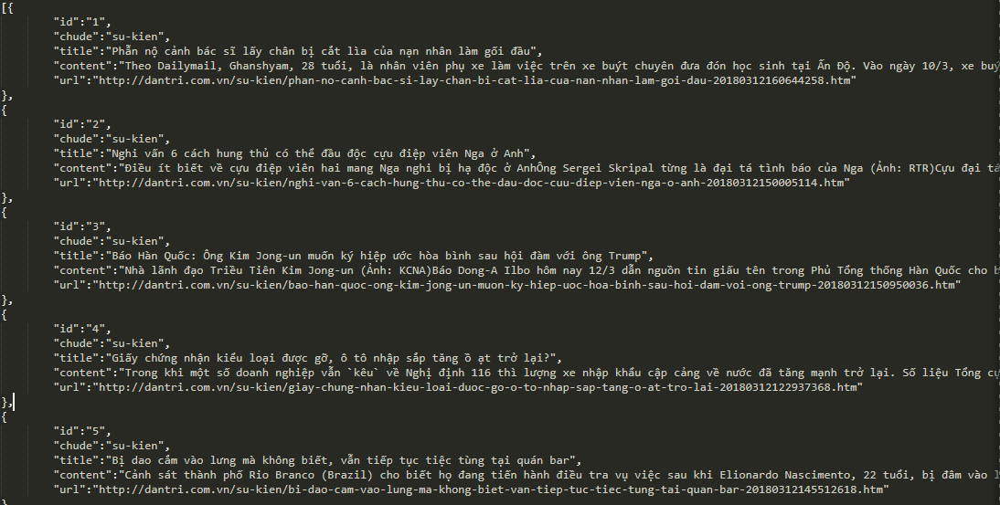 [{
"id":"1",
"chude":"su-kien",
"title":"Phẫn nộ cảnh bác sĩ lấy chân bị cắt lìa của nạn nhân làm gối đầu",
"content":"Theo Dailymail, Ghanshyam, 28 tuổi, là nhân viên phụ xe làm việc trên xe buýt chuyên đưa đón học sinh tại Ấn Độ. Vào ngày 10/3, xe buý
"url":"http://dantri.com.vn/su-kien/phan-no-canh-bac-si-lay-chan-bi-cat-lia-cua-nan-nhan-lam-goi-dau-20180312160644258.htm"
},
{
"id":"2",
"chude":"su-kien",
"title":"Nghi vấn 6 cách hung thủ có thể đầu độc cựu điệp viên Nga ở Anh",
"content":"Điều ít biết về cựu điệp viên hai mang Nga nghi bị hạ độc ở AnhÔng Sergei Skripal từng là đại tá tình báo của Nga (Ảnh: RTR)Cựu đại tá
"url":"http://dantri.com.vn/su-kien/nghi-van-6-cach-hung-thu-co-the-dau-doc-cuu-diep-vien-nga-o-anh-20180312150005114.htm"
},
{
"id":"3",
"chude":"su-kien",
"title":"Báo Hàn Quốc: Ông Kim Jong-un muốn ký hiệp ước hòa bình sau hội đàm với ông Trump",
"content":"Nhà lãnh đạo Triều Tiên Kim Jong-un (Ảnh: KCNA)Báo Dong-A Ilbo hôm nay 12/3 dẫn nguồn tin giấu tên trong Phủ Tổng thống Hàn Quốc cho b
"url":"http://dantri.com.vn/su-kien/bao-han-quoc-ong-kim-jong-un-muon-ky-hiep-uoc-hoa-binh-sau-hoi-dam-voi-ong-trump-20180312150950036.htm"
},
{
"id":"4",
"chude":"su-kien",
"title":"Giấy chứng nhận kiểu loại được gỡ, ô tô nhập sắp tăng ồ ạt trở lại?",
"content":"Trong khi một số doanh nghiệp vẫn `kêu` về Nghị định 116 thì lượng xe nhập khẩu cập cảng về nước đã tăng mạnh trở lại. Số liệu Tổng cụ
"url":"http://dantri.com.vn/su-kien/giay-chung-nhan-kieu-loai-duoc-go-o-to-nhap-sap-tang-o-at-tro-lai-20180312122937368.htm"
},
{
"id":"5",
"chude":"su-kien",
"title":"Bị dao cắm vào lưng mà không biết, vẫn tiếp tục tiệc tùng tại quán bar",
"content":"Cảnh sát thành phố Rio Branco (Brazil) cho biết họ đang tiến hành điều tra vụ việc sau khi Elionardo Nascimento, 22 tuổi, bị đâm vào l
"url":"http://dantri.com.vn/su-kien/bi-dao-cam-vao-lung-ma-khong-biet-van-tiep-tuc-tiec-tung-tai-quan-bar-20180312145512618.htm"
},